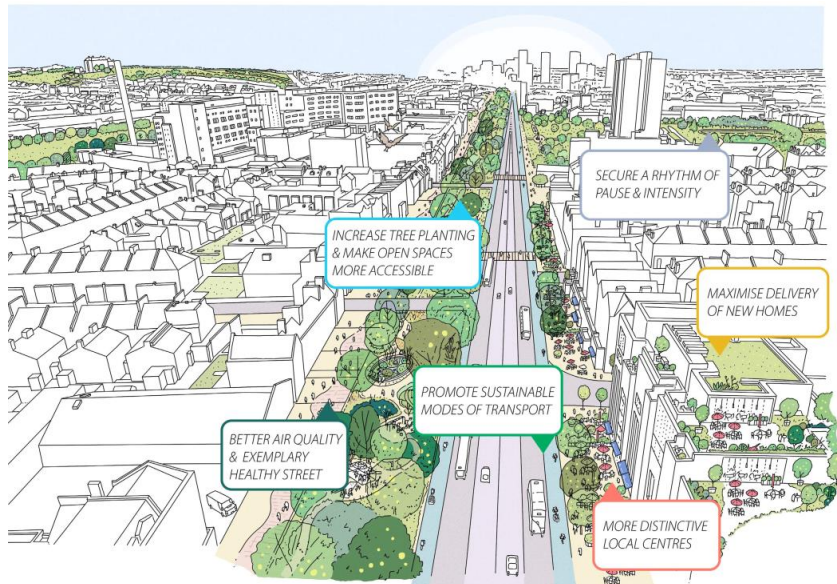 SECURE A RHYTHM OF
PAUSE & INTENSITY
INCREASE TREE PLANTING
& MAKE OPEN SPACES
MORE ACCESSIBLE
MAXIMISE DELIVERY
OF NEW HOMES
PROMOTE SUSTAINABLE
MODES OF TRANSPORT
BETTER AIR QUALITY
& EXEMPLARY
HEALTHY STREET
MORE DISTINCTIVE
LOCAL CENTRES